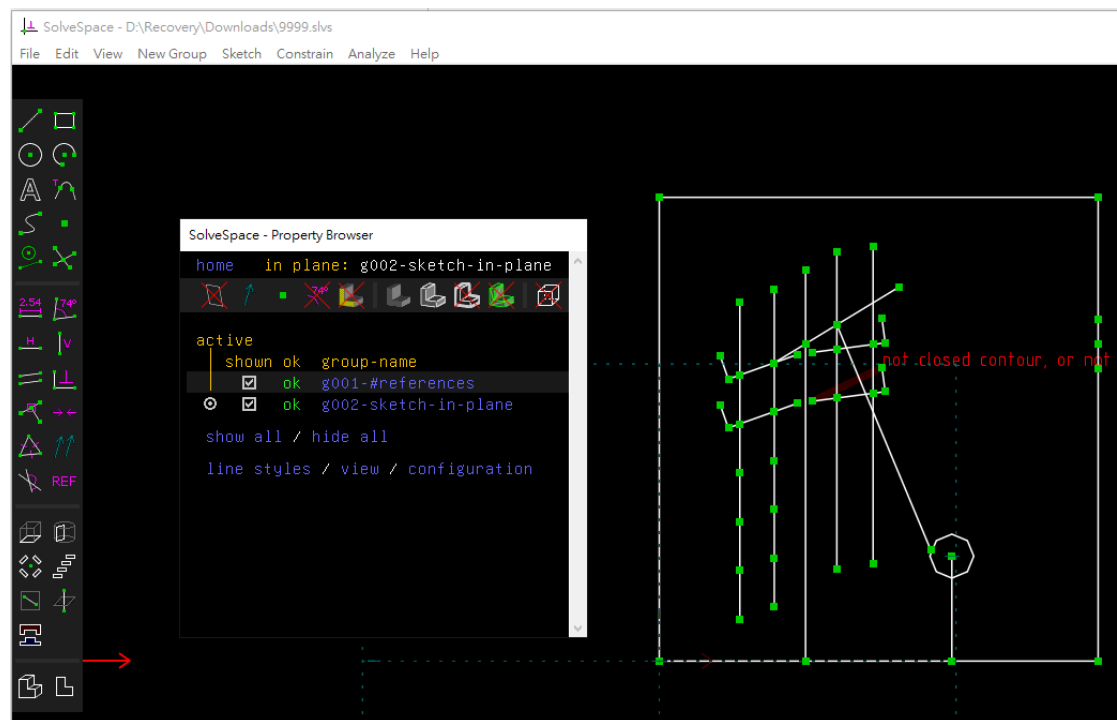 SolveSpace - D:\Recovery\Downloads\9999.slvs
File Edit View New Group Sketch Constrain Analyze Help
SolveSpace - Property Browser
home in plane: g002-sketch-in-plane
active
shown ok group-name
ok g001-#references
ok g002-sketch-in-plane
show all / hide all
line styles / view / configuration
not closed contour, or not
A T
2.54 74°
H V
REF
74°